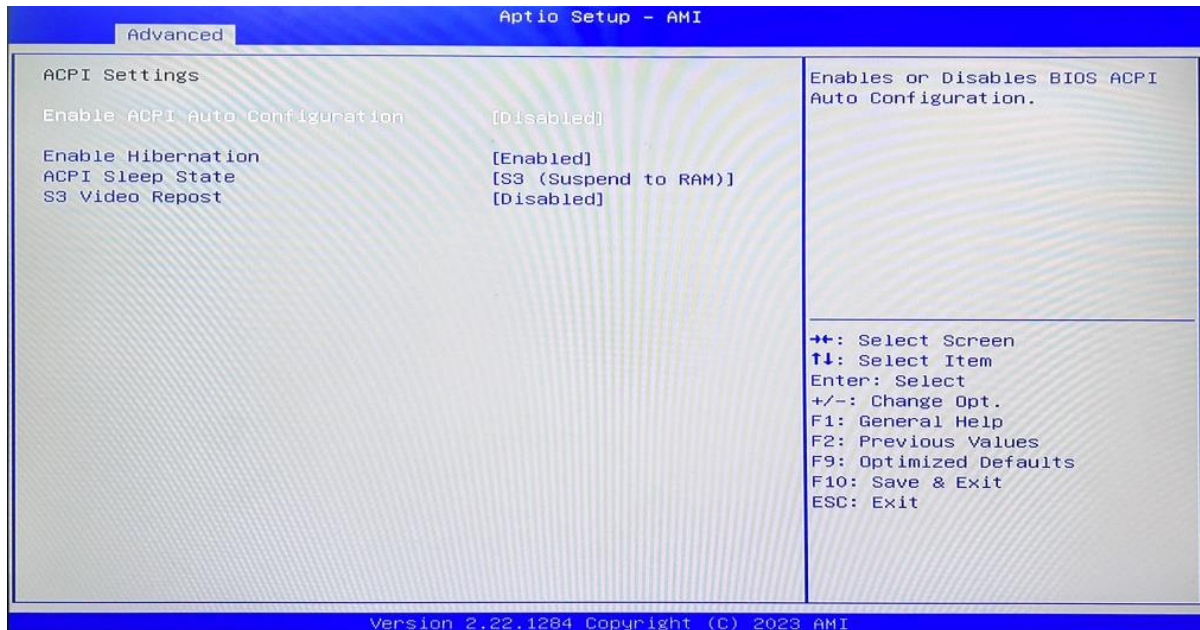 Aptio Setup - AMI
Advanced
ACPI Settings
Enable ACPI Auto Configuration [Disabled]
Enable Hibernation [Enabled]
ACPI Sleep State [S3 (Suspend to RAM)]
S3 Video Repost [Disabled]
Enables or Disables BIOS ACPI
Auto Configuration.
→←: Select Screen
↑↓: Select Item
Enter: Select
+/-: Change Opt.
F1: General Help
F2: Previous Values
F9: Optimized Defaults
F10: Save & Exit
ESC: Exit
Version 2.22.1284 Copyright (C) 2023 AMI